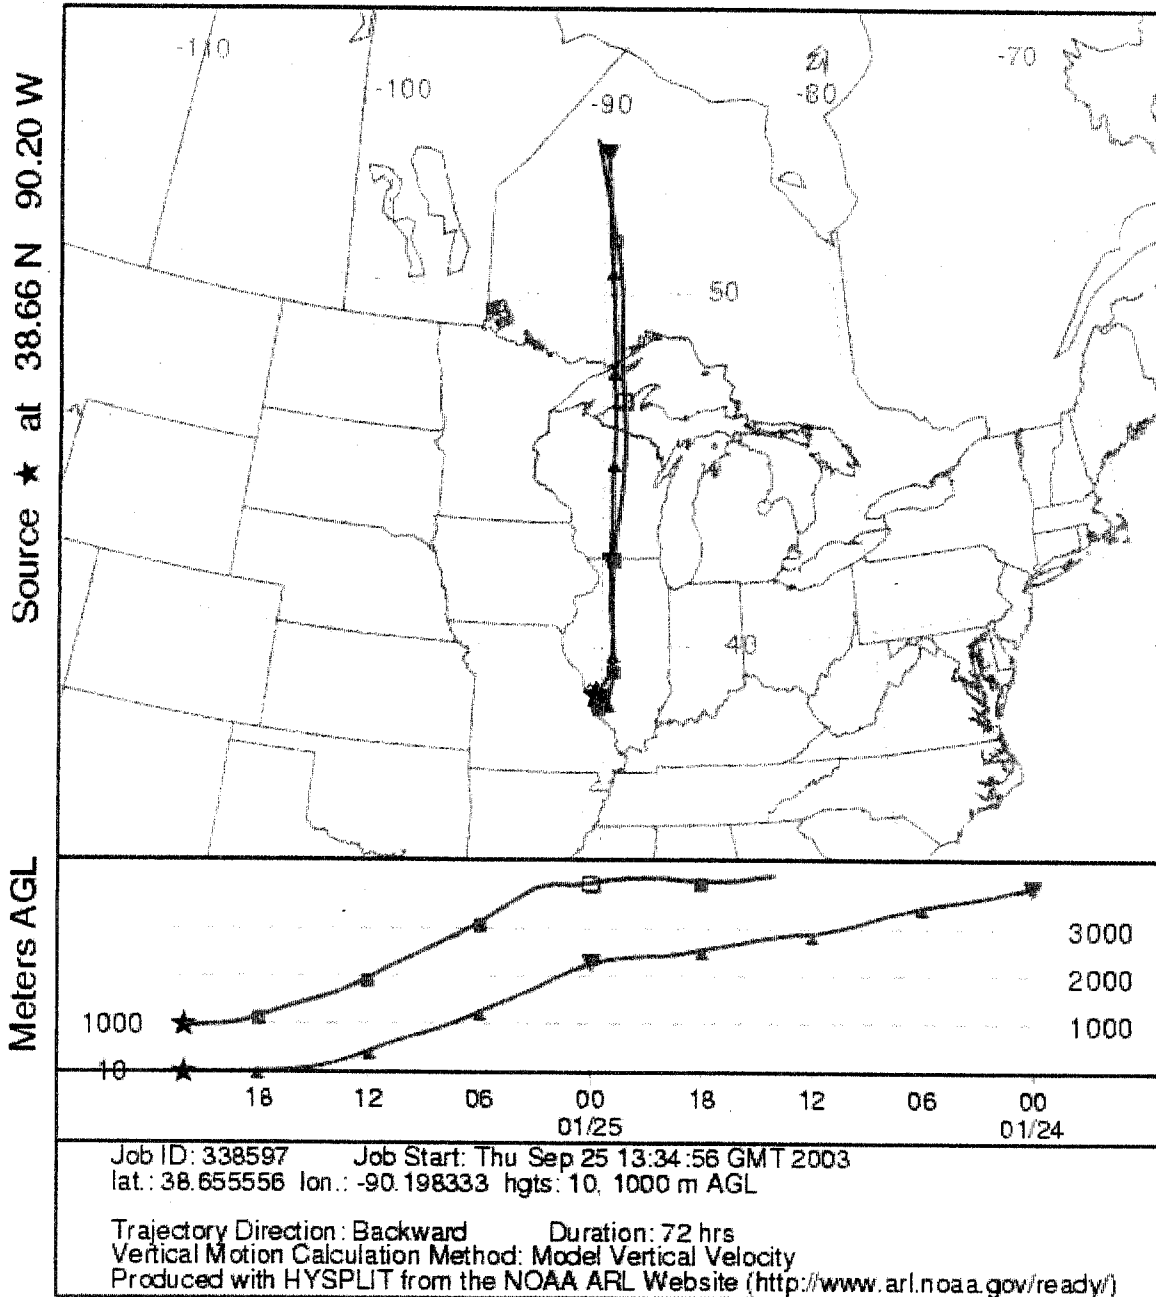 Source ★ at 38.66 N 90.20 W
-110
-100
-90
-80
-70
50
40
Meters AGL
3000
2000
1000
1000
10
18 12 06 00 18 12 06 00
01/25 01/24
Job ID: 338597 Job Start: Thu Sep 25 13:34:56 GMT 2003
lat.: 38.655556 lon.: -90.198333 hgts: 10, 1000 m AGL
Trajectory Direction: Backward Duration: 72 hrs
Vertical Motion Calculation Method: Model Vertical Velocity
Produced with HYSPLIT from the NOAA ARL Website (http://www.arl.noaa.gov/ready/)